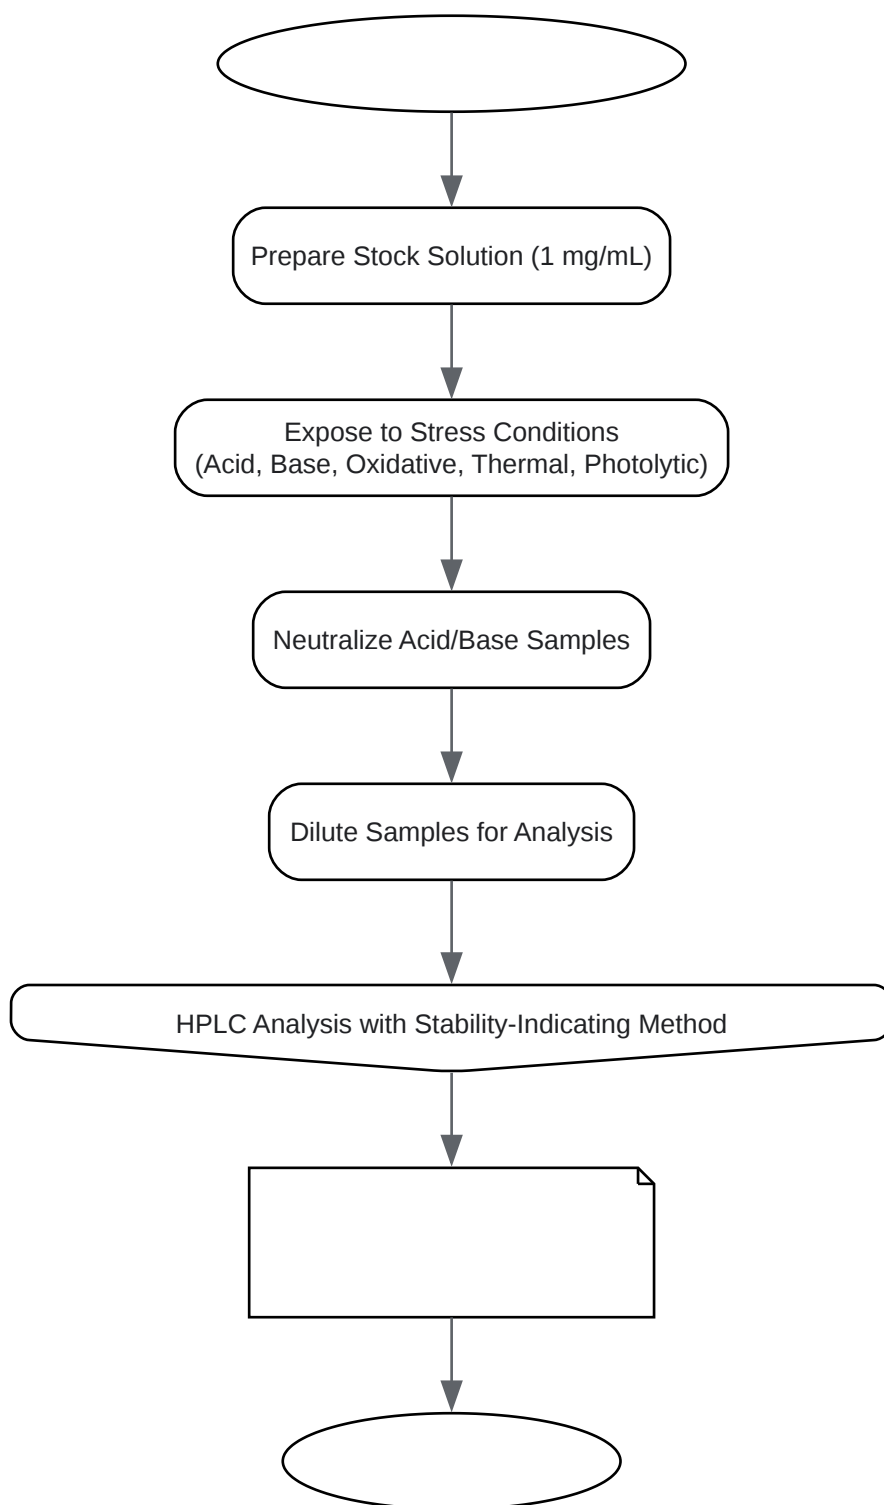 Prepare Stock Solution (1 mg/mL)
Expose to Stress Conditions
(Acid, Base, Oxidative, Thermal, Photolytic)
Neutralize Acid/Base Samples
Dilute Samples for Analysis
HPLC Analysis with Stability-Indicating Method